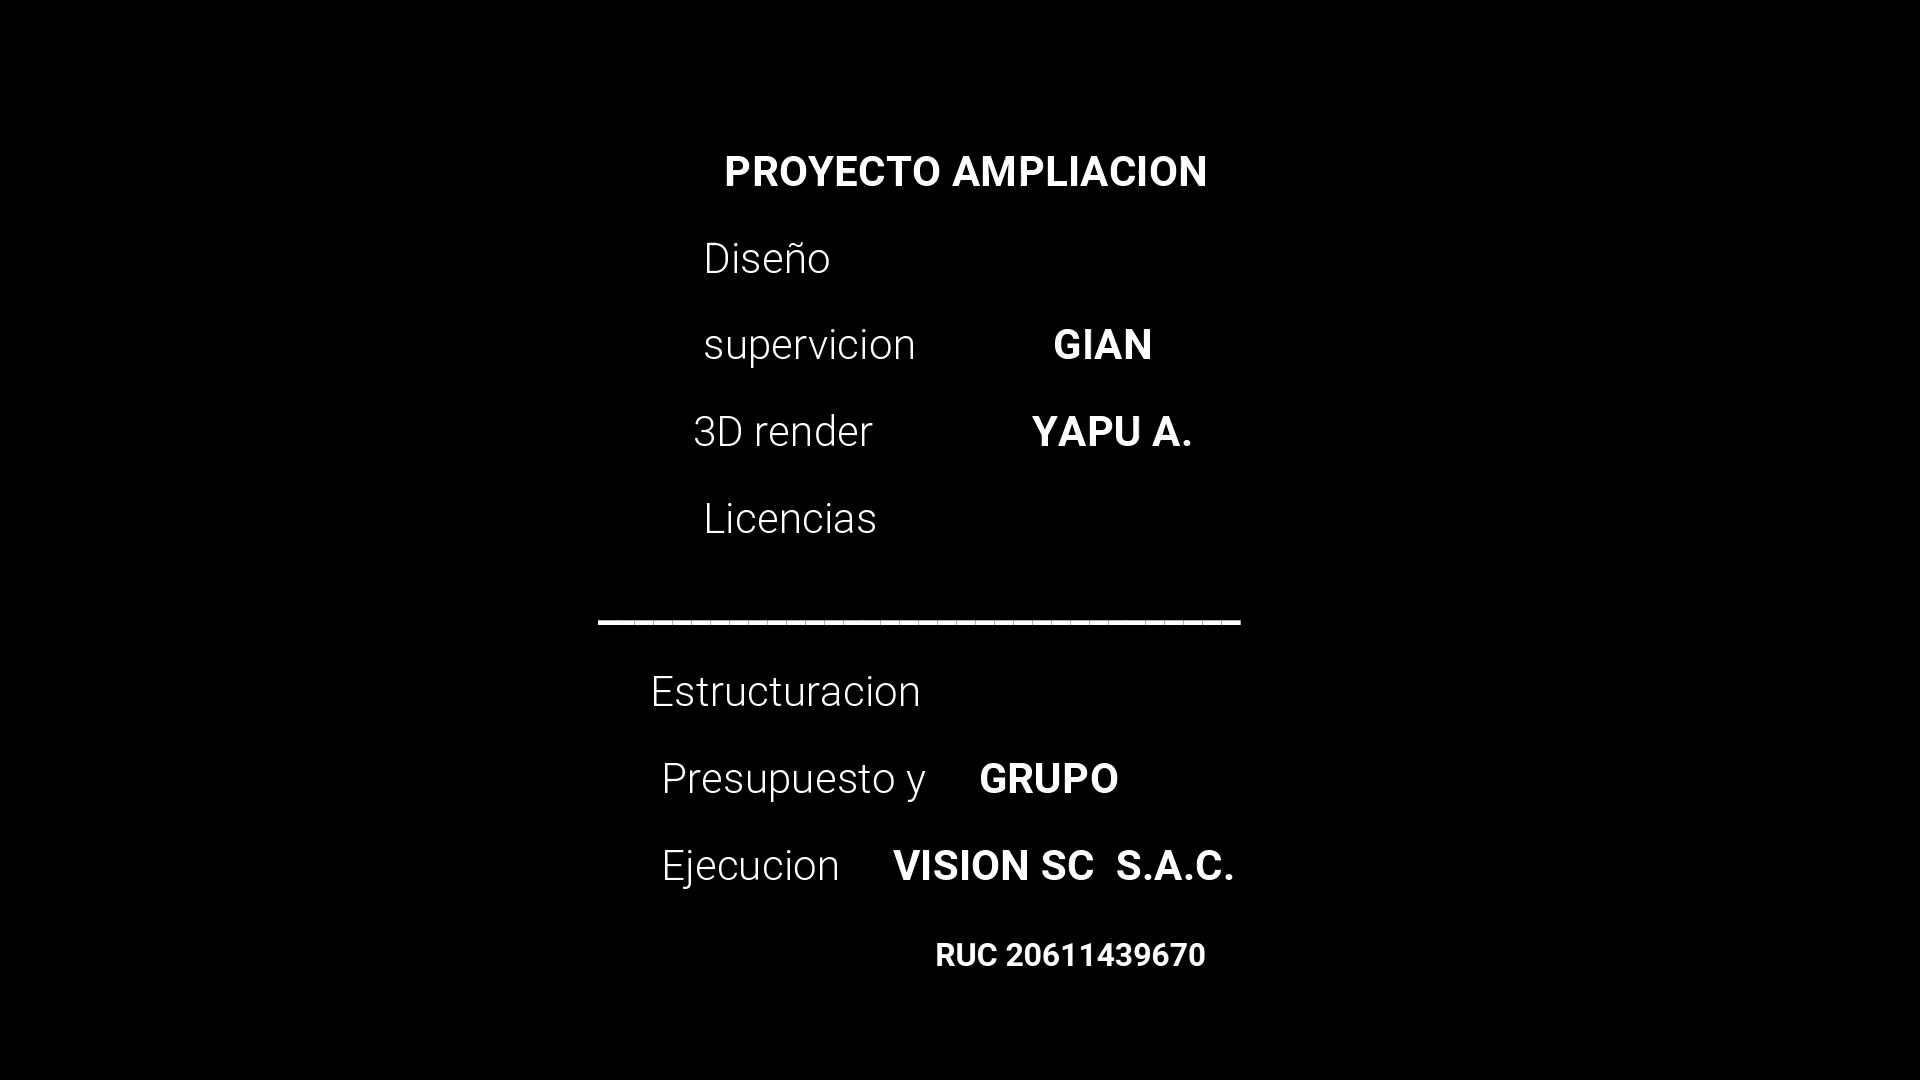 PROYECTO AMPLIACION
Diseño
supervicion GIAN
3D render YAPU A.
Licencias
Estructuracion
Presupuesto y GRUPO
Ejecucion VISION SC S.A.C.
RUC 20611439670